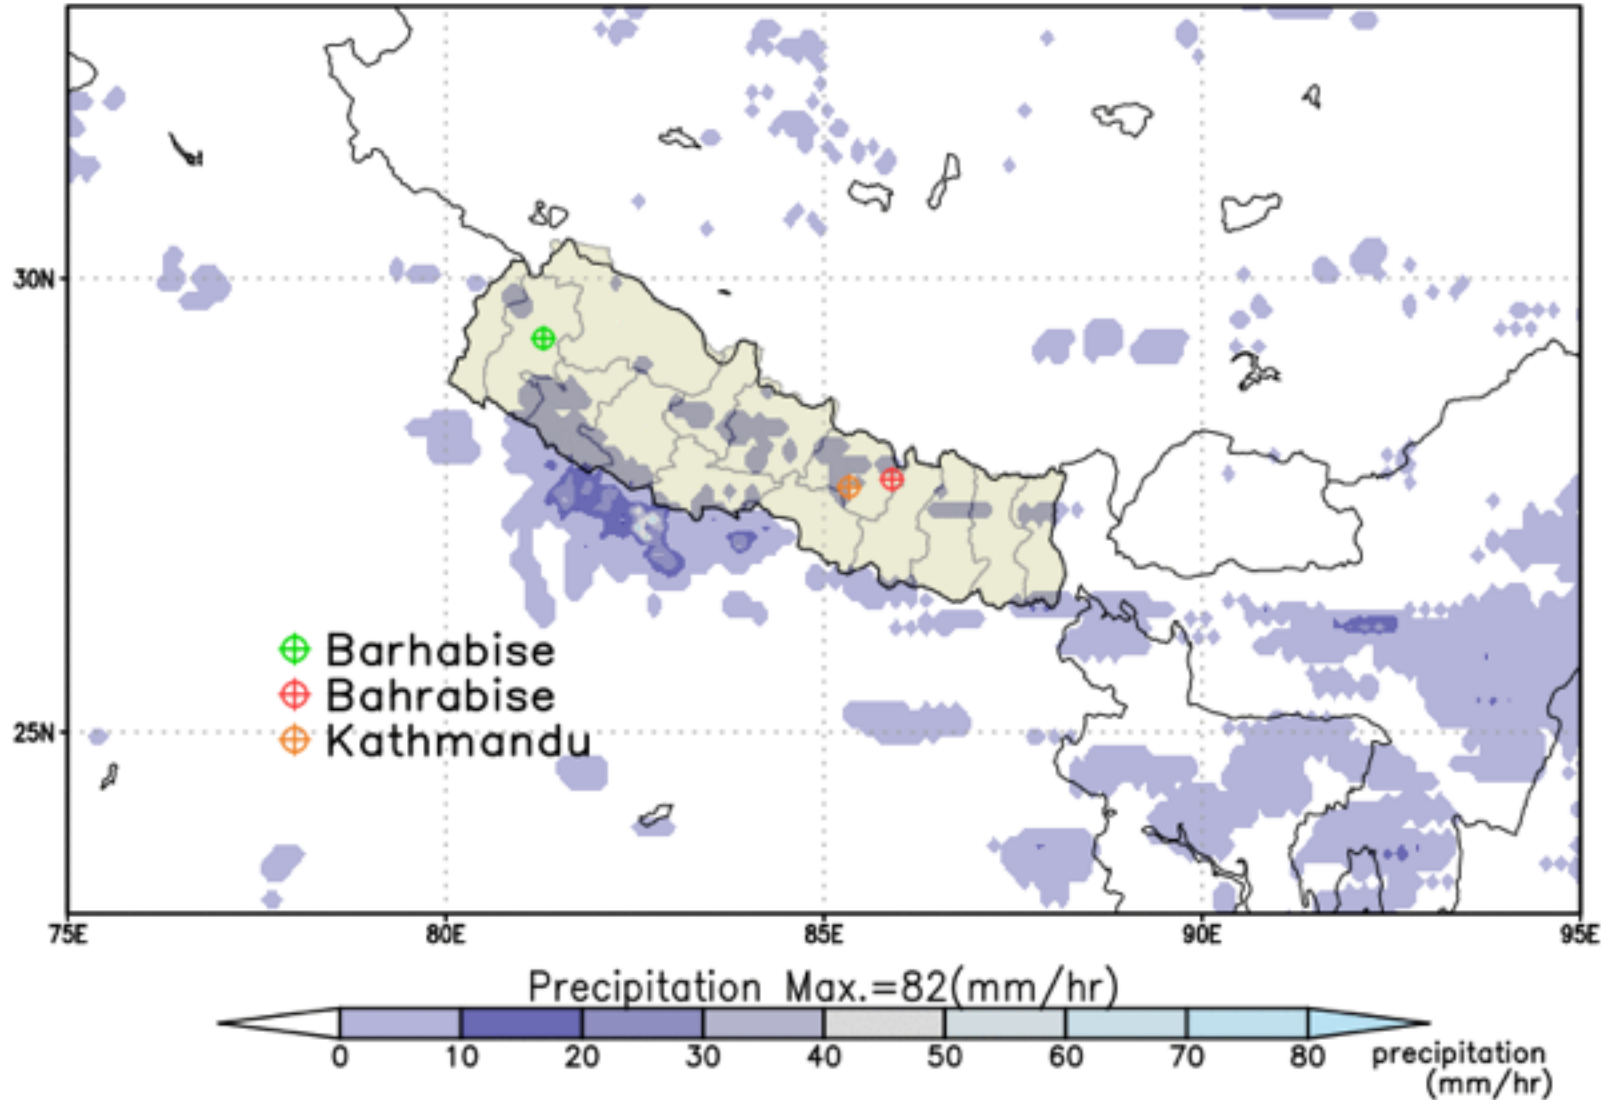 30N
Barhabise
Bahrabise
25N
Kathmandu
75E 80E 85E 90E 95E
Precipitation Max.=82(mm/hr)
0 10 20 30 40 50 60 70 80 precipitation
(mm/hr)